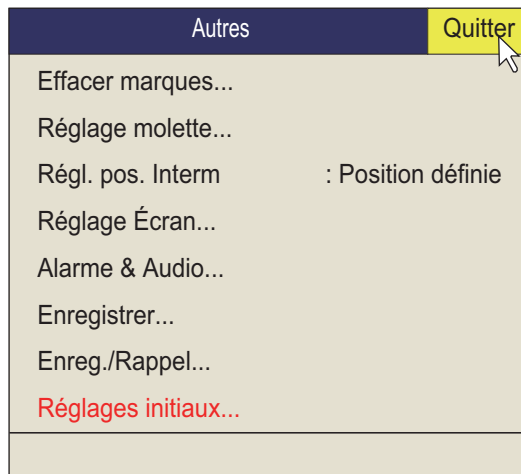 Autres Quitter
Effacer marques...
Réglage molette...
Régl. pos. Interm : Position définie
Réglage Écran...
Alarme & Audio...
Enregistrer...
Enreg./Rappel...
Réglages initiaux...